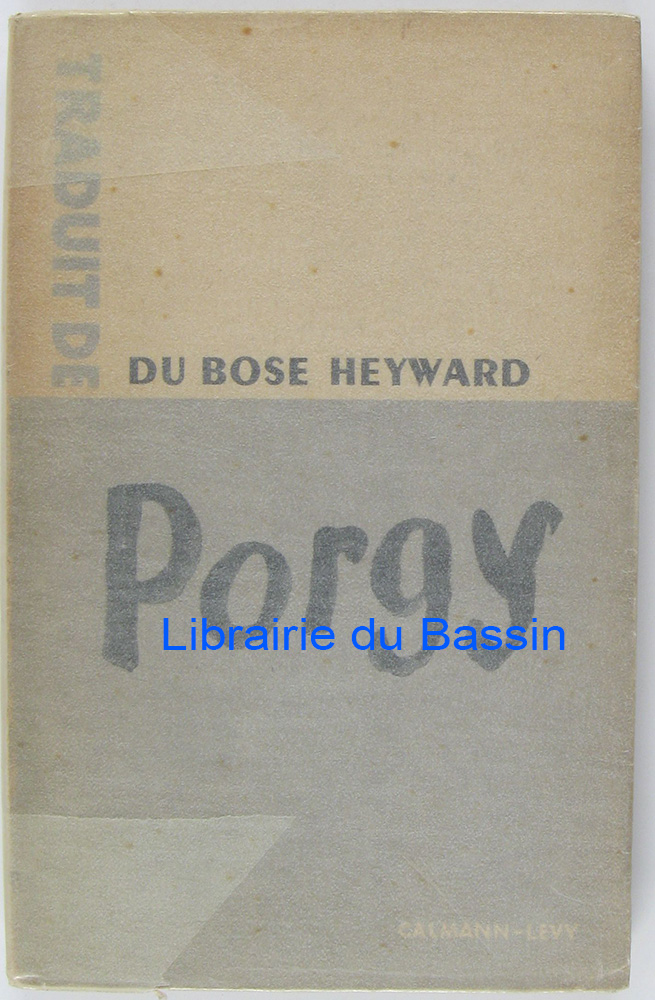 TRADUIT DE
DU BOSE HEYWARD
Porgy
Librairie du Bassin
CALMANN-LEVY